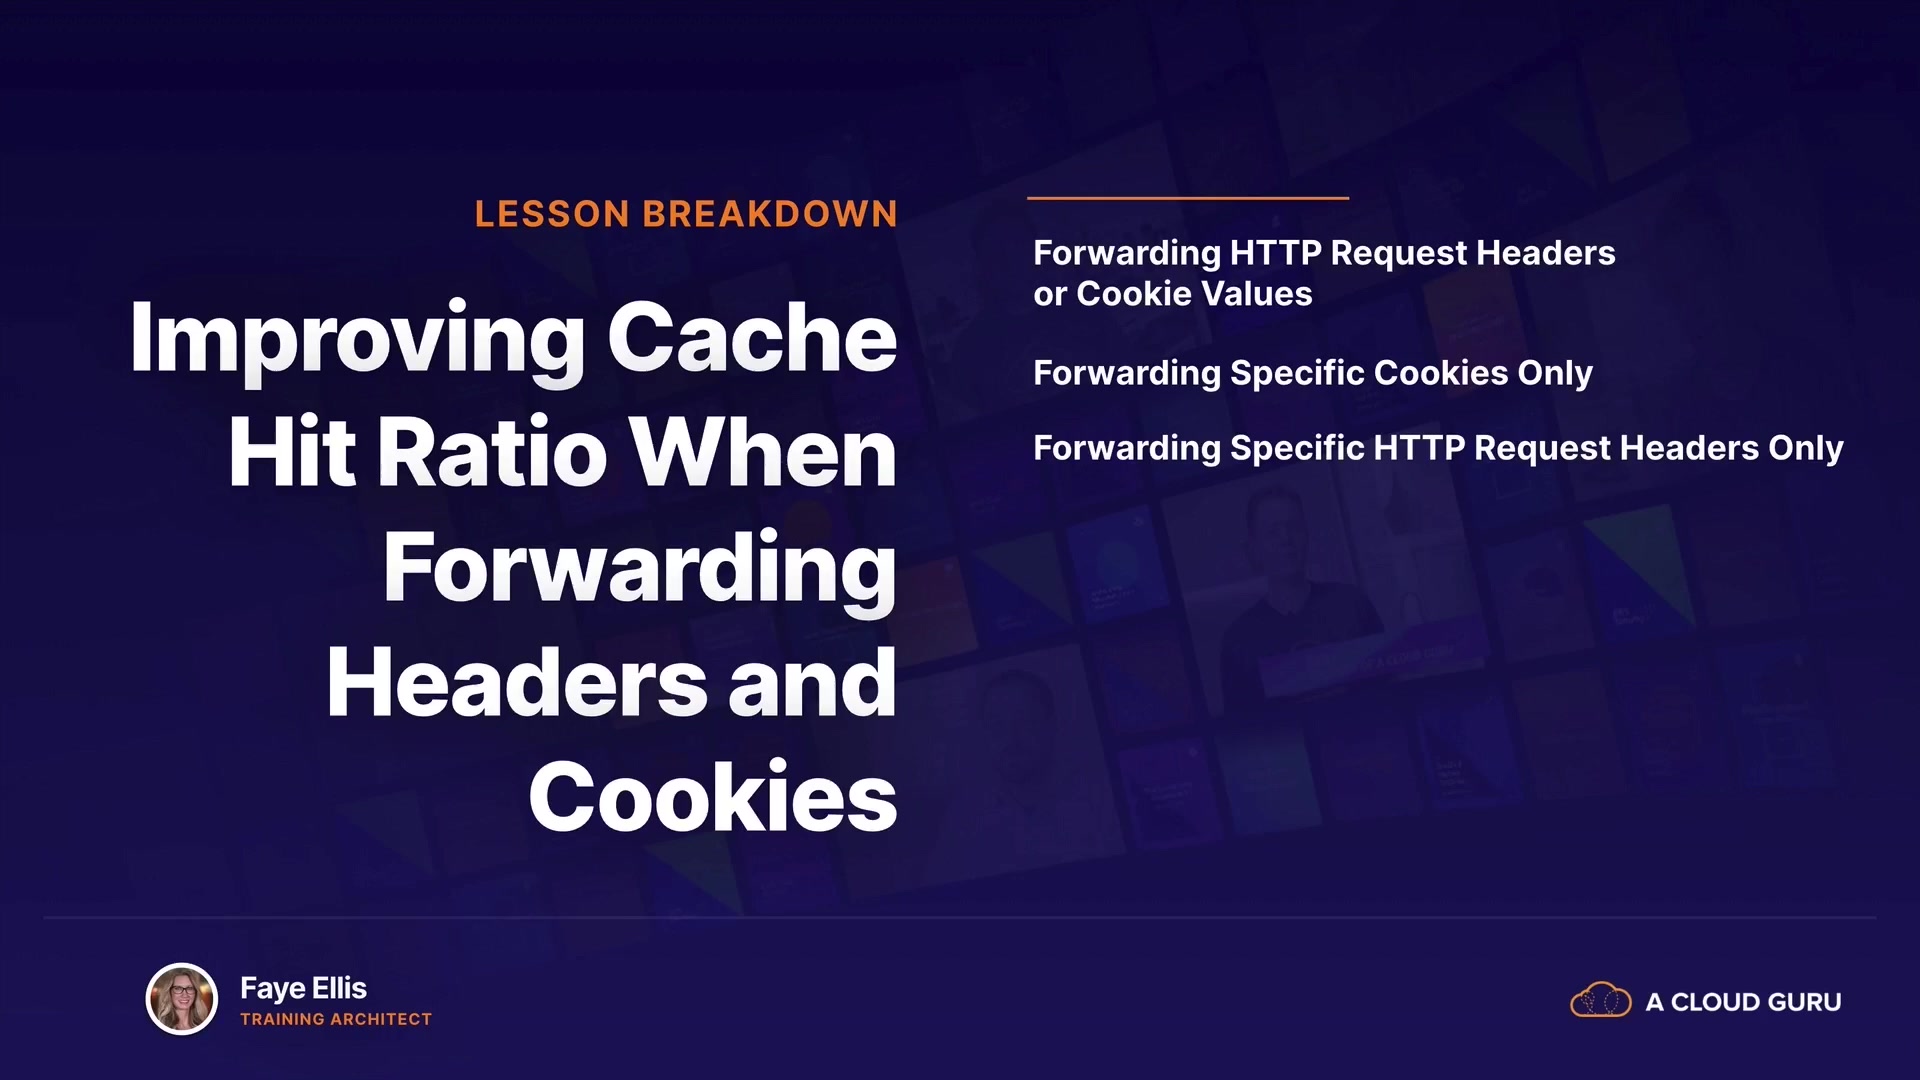 LESSON BREAKDOWN
Improving Cache
Hit Ratio When
Forwarding
Headers and
Cookies
Forwarding HTTP Request Headers
or Cookie Values
Forwarding Specific Cookies Only
Forwarding Specific HTTP Request Headers Only
Faye Ellis
TRAINING ARCHITECT
A CLOUD GURU